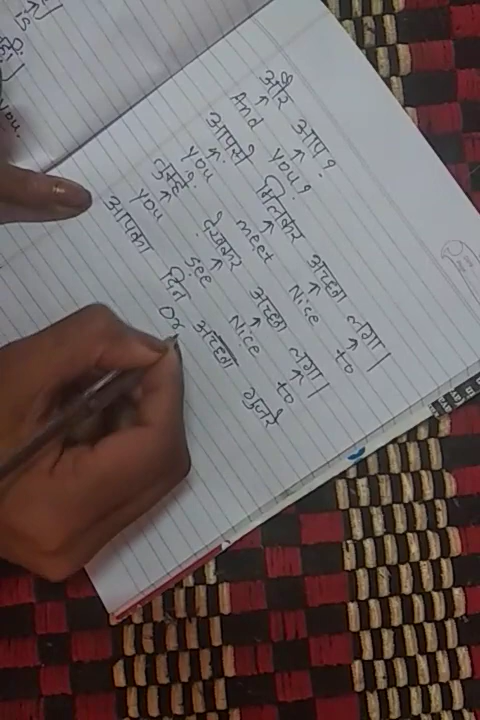 और आप?
And you?
आपसे मिलकर अच्छा लगा।
you meet Nice to
तुम्हें देखकर अच्छा लगा।
you see Nice to
आपका दिन अच्छा गुजरे
Or
you.